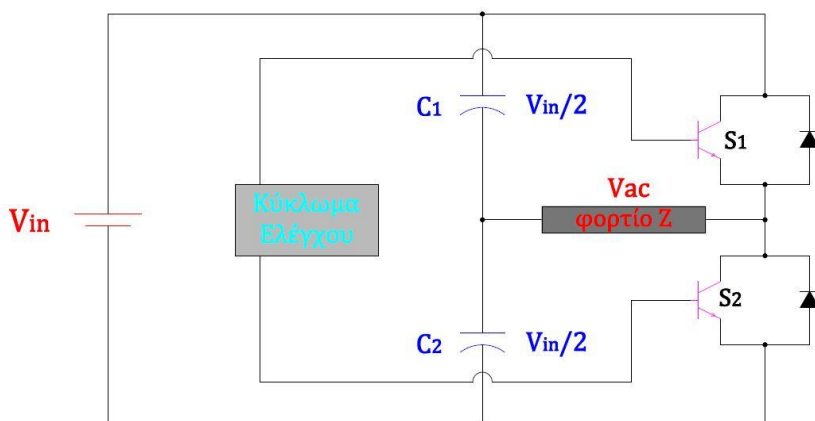 C1
Vin/2
S1
Vin
Κύκλωμα
Ελέγχου
Vac
φορτίο Z
S2
C2
Vin/2